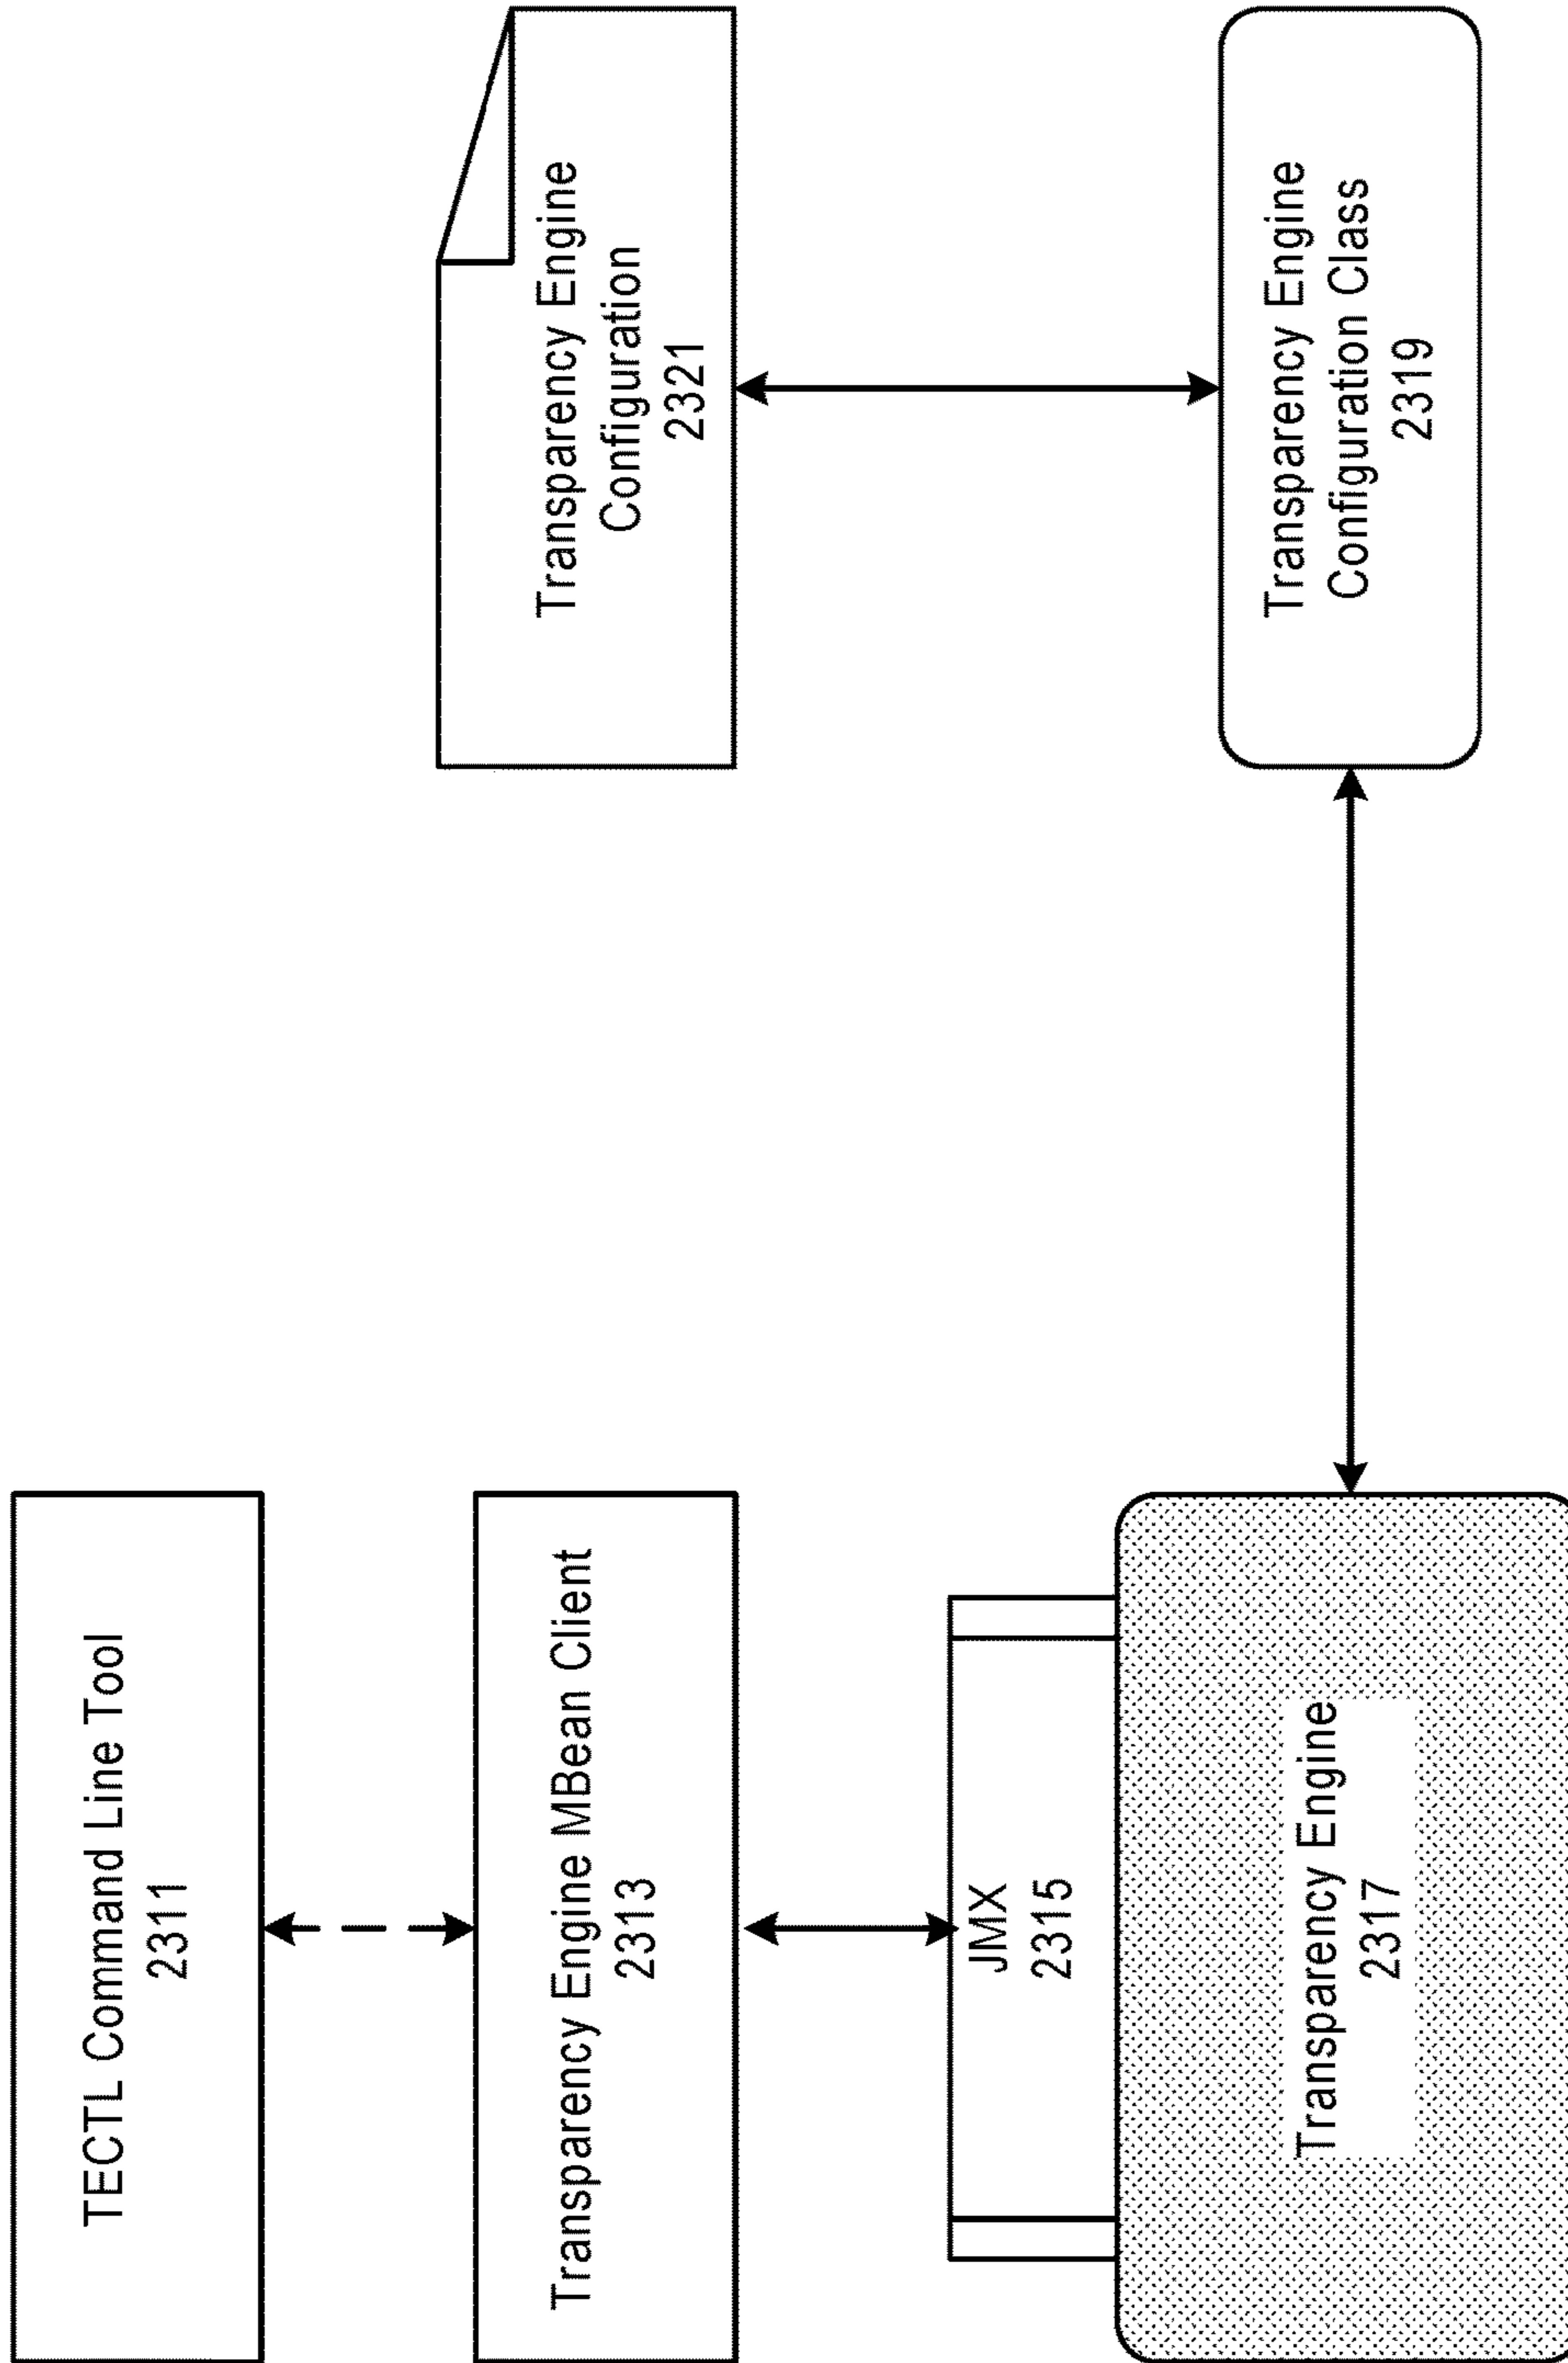 TECTL Command Line Tool
2311
Transparency Engine MBean Client
2313
JMX
2315
Transparency Engine
2317
Transparency Engine
Configuration
2321
Transparency Engine
Configuration Class
2319